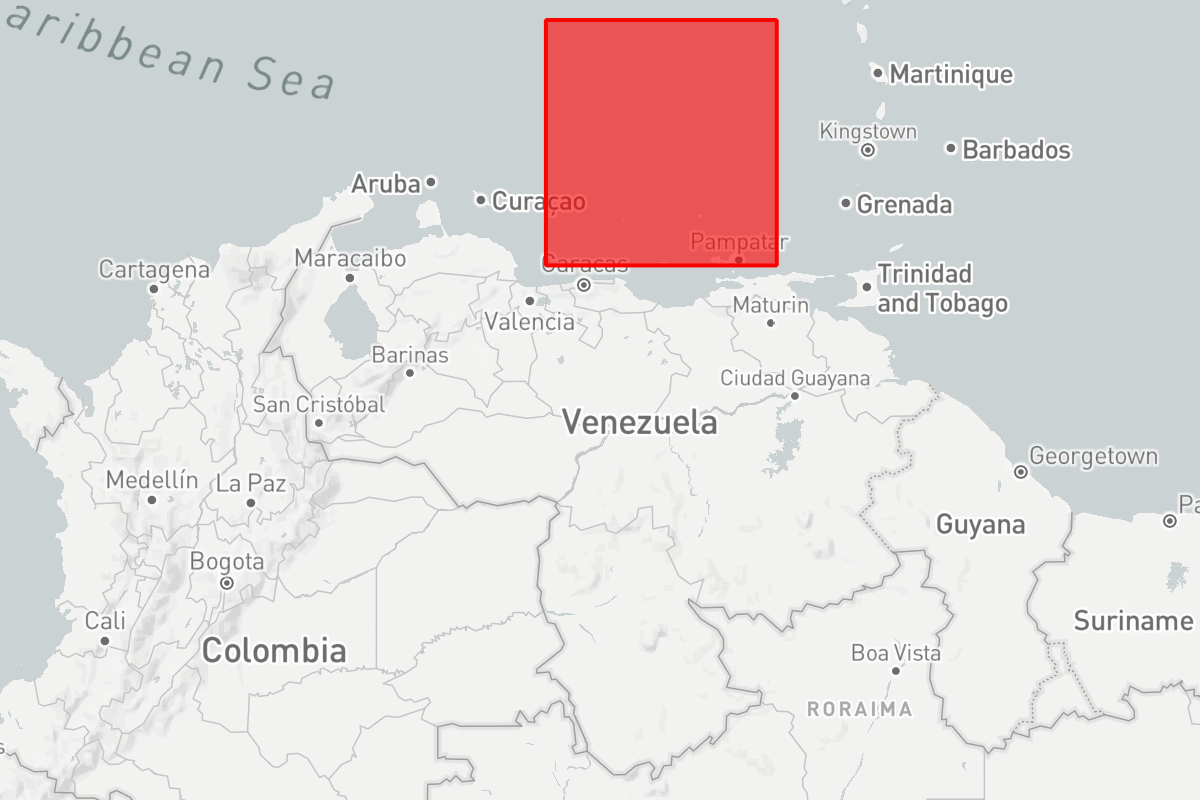 aribbean Sea
Martinique
Kingstown
Barbados
Aruba
Curaçao
Grenada
Pampatar
Maracaibo
Caracas
Cartagena
Trinidad
and Tobago
Maturin
Valencia
Barinas
Ciudad Guayana
San Cristóbal
Venezuela
Georgetown
Medellín
La Paz
Pa
Guyana
Bogota
Cali
Suriname
Colombia
Boa Vista
RORAIMA
s